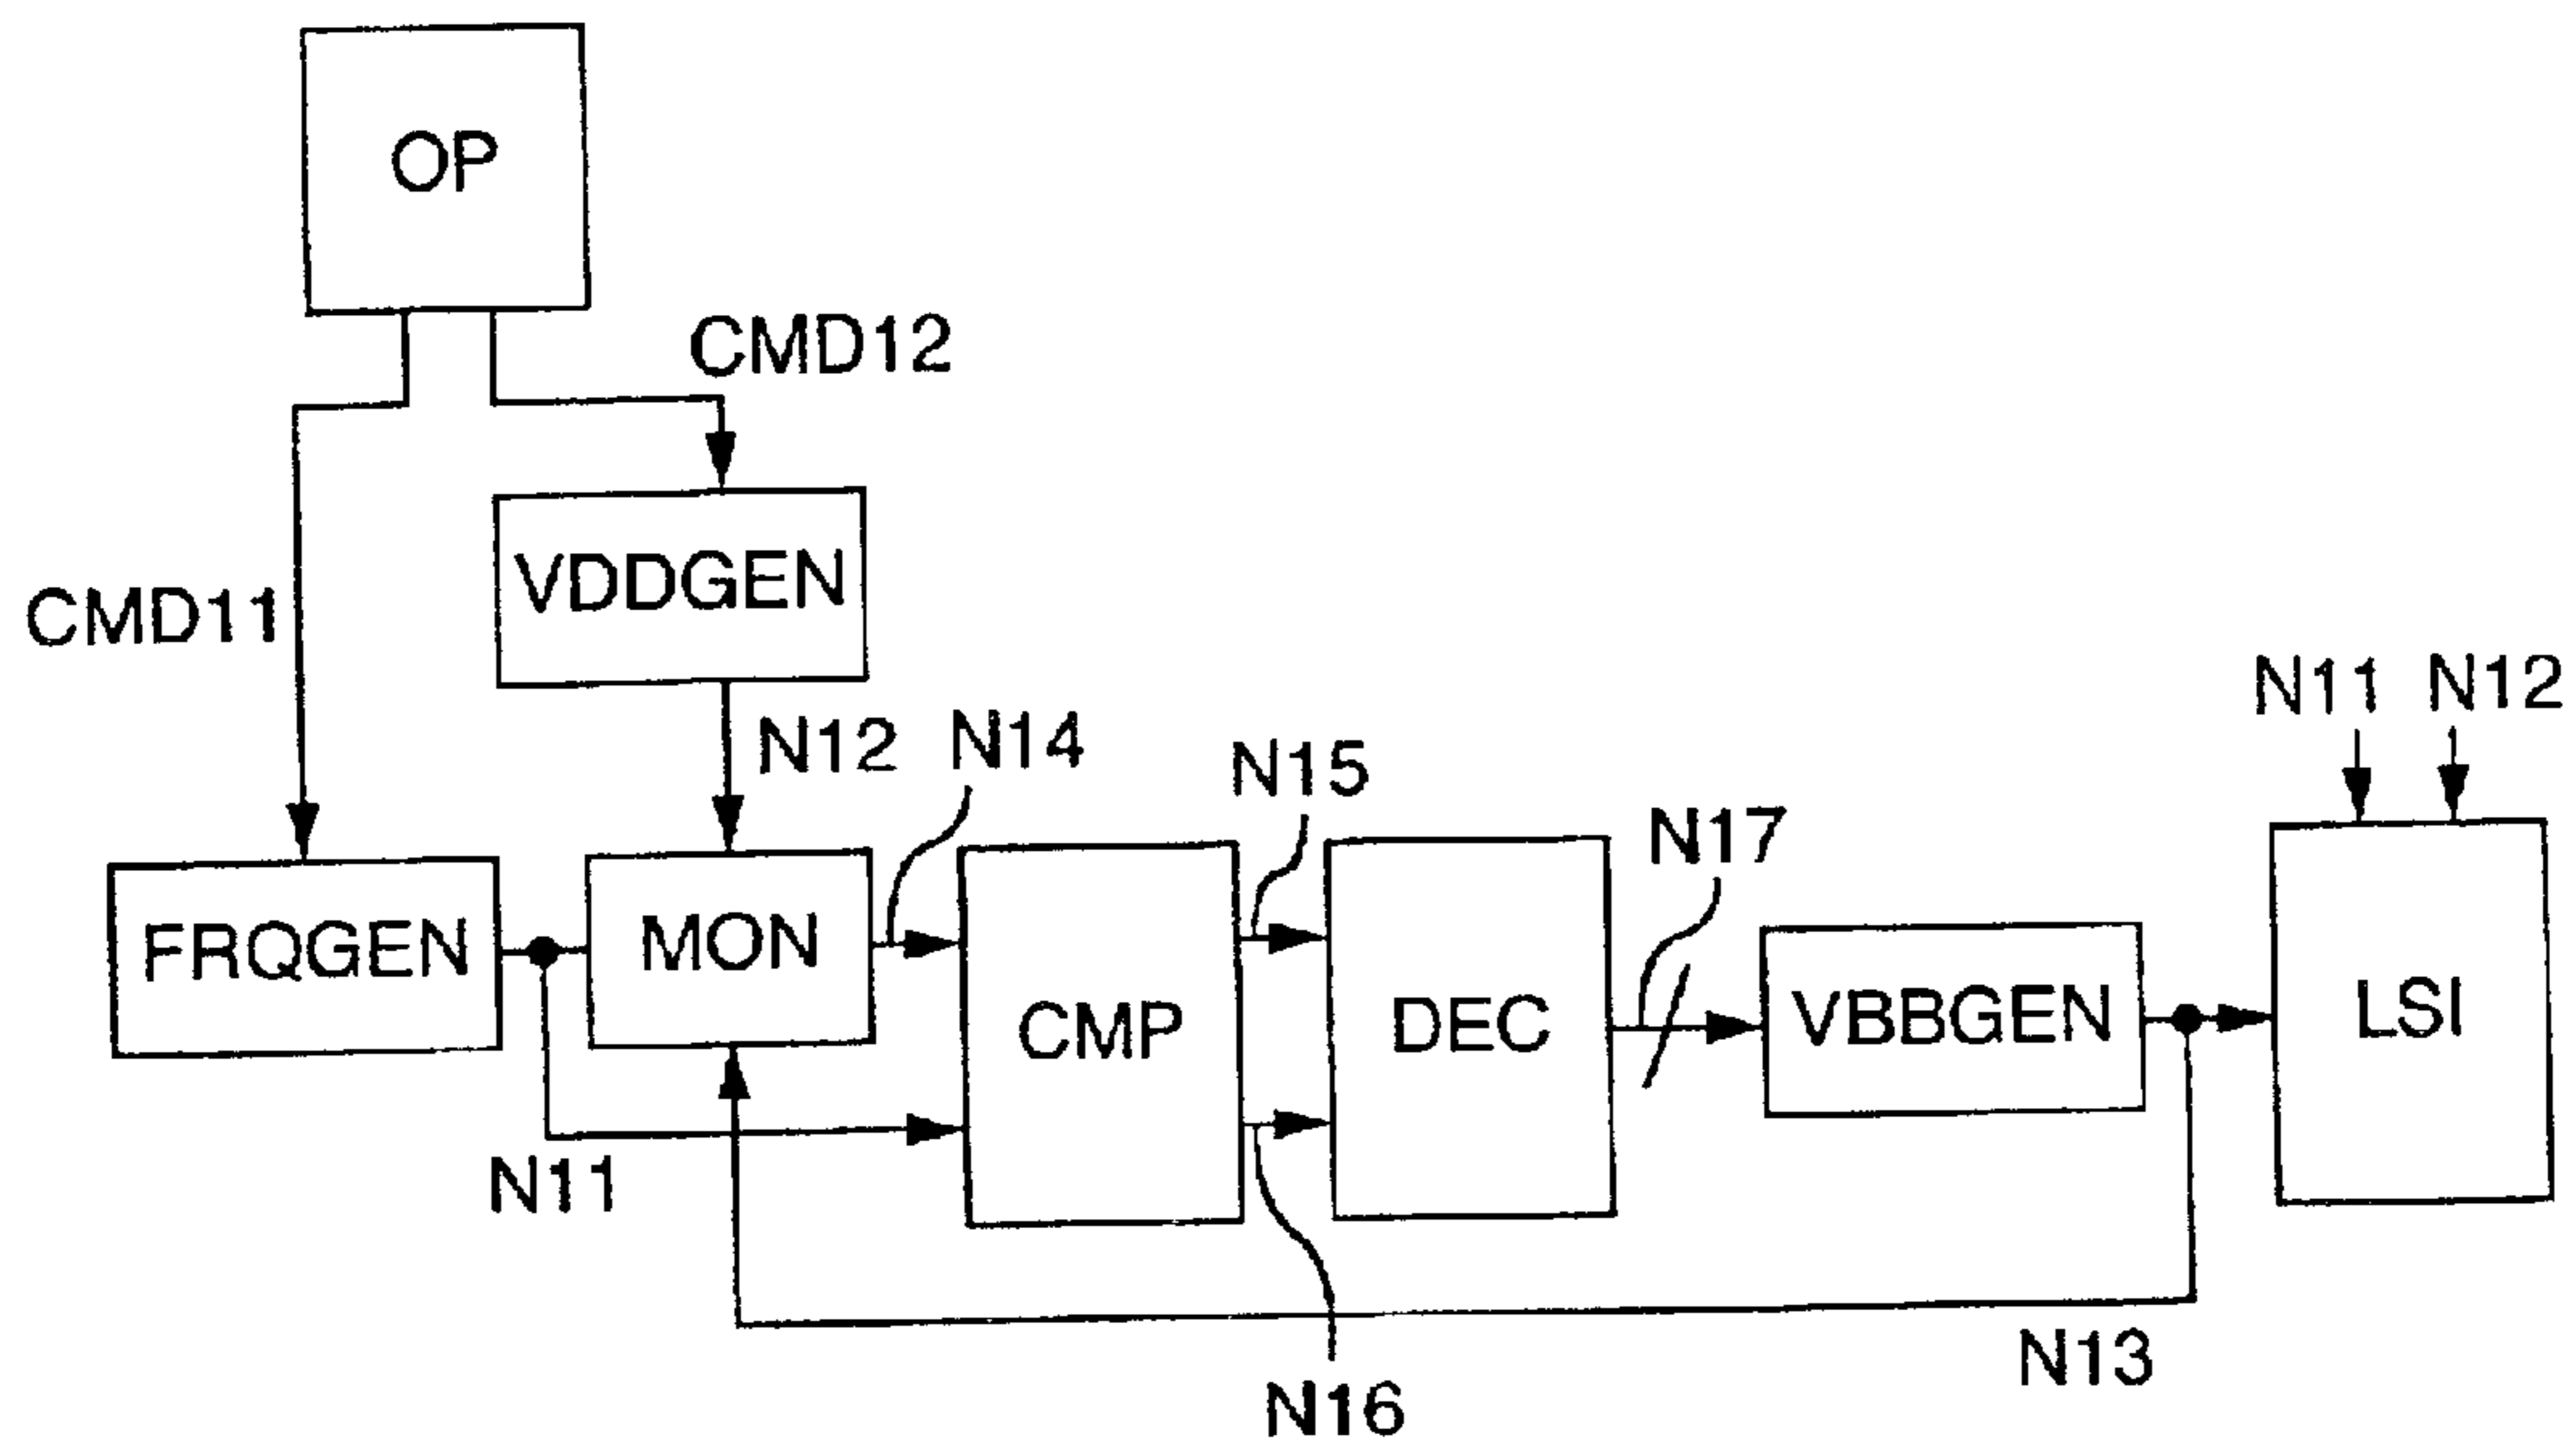 OP
CMD12
VDDGEN
CMD11
N11 N12
N12
N14
N15
N17
FRQGEN
MON
CMP
DEC
VBBGEN
LSI
N11
N13
N16